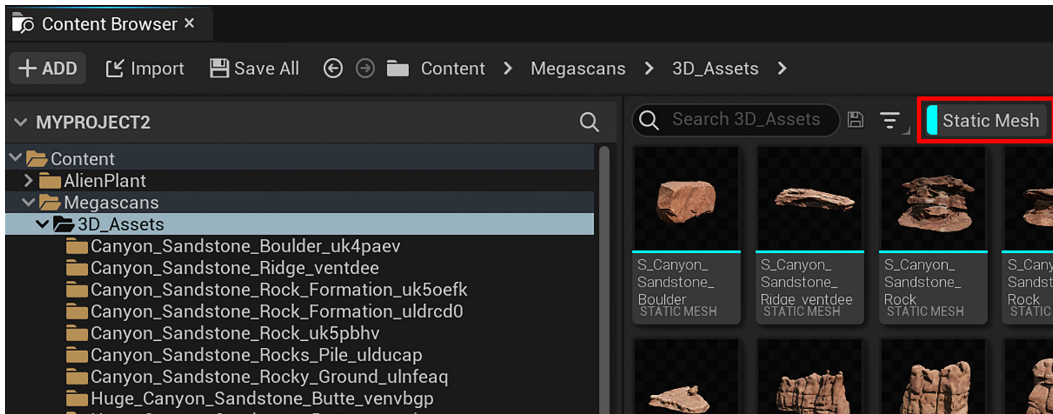 Content Browser ×
+ ADD Import Save All Content > Megascans > 3D_Assets >
MYPROJECT2
Search 3D_Assets
Static Mesh
Content
AlienPlant
Megascans
3D_Assets
Canyon_Sandstone_Boulder_uk4paev
Canyon_Sandstone_Ridge_ventdee
Canyon_Sandstone_Rock_Formation_uk5oefk
Canyon_Sandstone_Rock_Formation_uldrcd0
Canyon_Sandstone_Rock_uk5pbhv
Canyon_Sandstone_Rocks_Pile_ulducap
Canyon_Sandstone_Rocky_Ground_ulnfeaq
Huge_Canyon_Sandstone_Butte_venvbgp
S_Canyon_
Sandstone_
Boulder
STATIC MESH
S_Canyon_
Sandstone_
Ridge_ventdee
STATIC MESH
S_Canyon_
Sandstone_
Rock
STATIC MESH
S_Cany
Sandst
Rock
STATIC